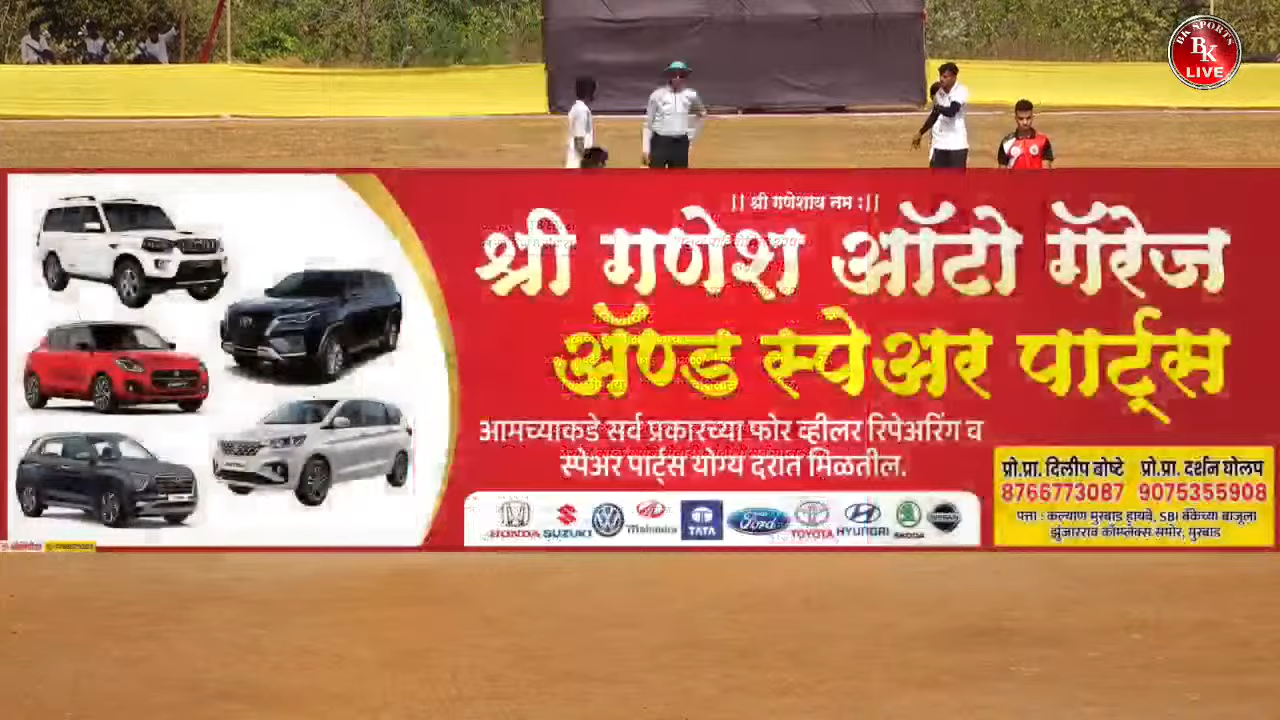 BK SPORTS
BK
LIVE
|| श्री गणेशाय नम : ||
श्री गणेश ऑटो गॅरेज
ॲण्ड स्पेअर पार्ट्स
आमच्याकडे सर्व प्रकारच्या फोर व्हीलर रिपेअरिंग व
स्पेअर पार्ट्स योग्य दरात मिळतील.
HONDA SUZUKI Mahindra TATA Ford TOYOTA HYUNDAI SKODA NISSAN
प्रो.प्रा. दिलीप बोष्टे प्रो.प्रा. दर्शन घोलप
8766773087 9075355908
पत्ता : कल्याण मुरबाड हायवे, SBI बँकेच्या बाजूला
झुंजारराव कॉम्प्लेक्स समोर, मुरबाड